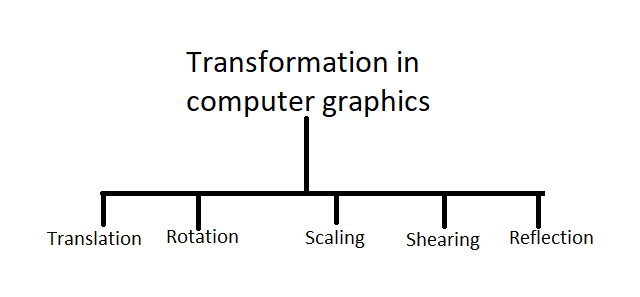 Transformation in
computer graphics
Translation Rotation Scaling Shearing Reflection